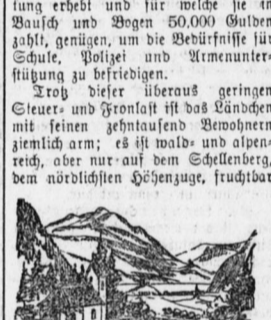 tung erhebt und für welche sie in
Bausch und Bogen 50,000 Gulden
zahlt, genügen, um die Bedürfnisse für
Schule, Polizei und Armenunter-
stützung zu befriedigen.
Trotz dieser überaus geringen
Steuer- und Fronlast ist das Ländchen
mit seinen zehntausend Bewohnern
ziemlich arm; es ist wald- und alpen-
reich, aber nur auf dem Schellenberg,
dem nördlichsten Höhenzuge, fruchtbar